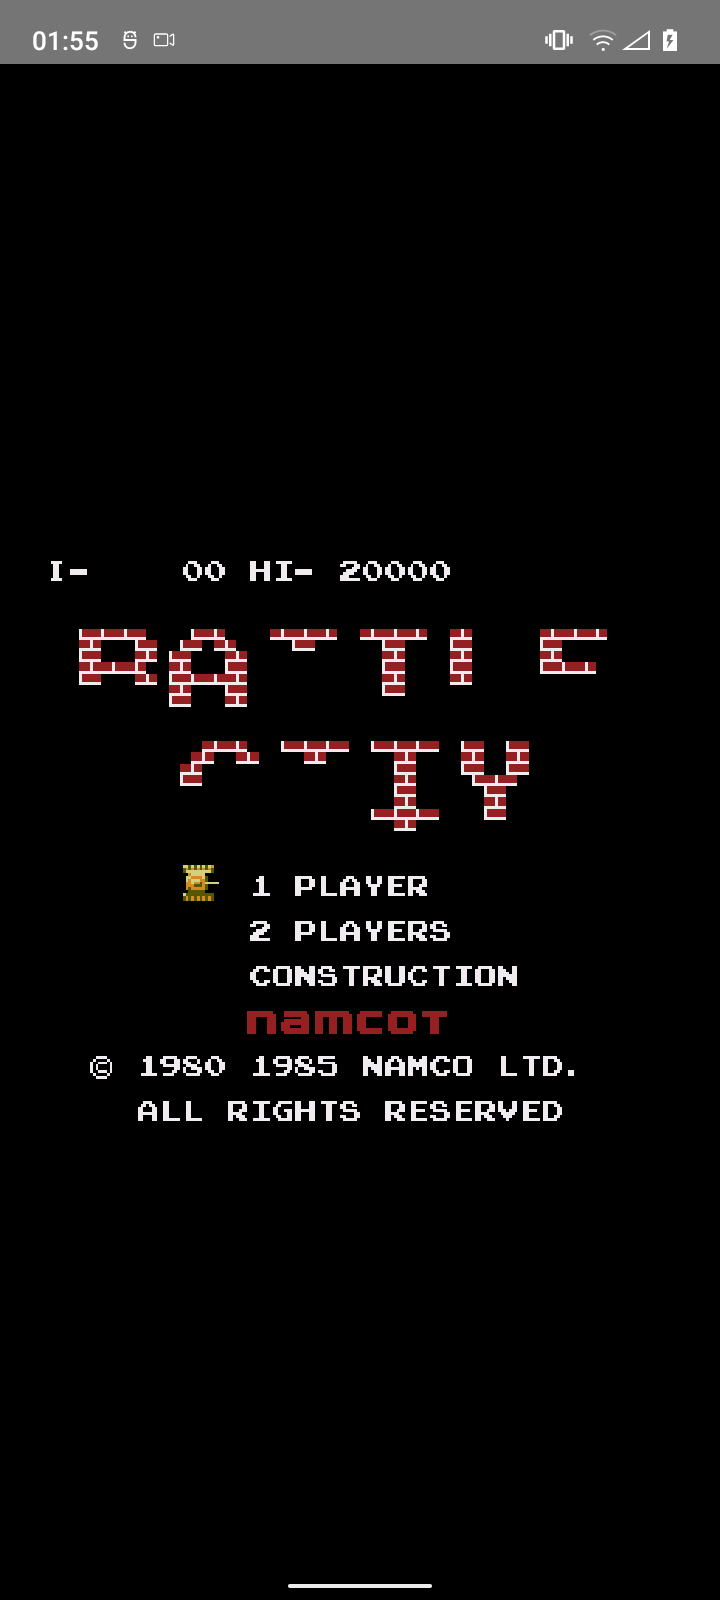 01:55
I- 00 HI- 20000
1 PLAYER
2 PLAYERS
CONSTRUCTION
namcot
© 1980 1985 NAMCO LTD.
ALL RIGHTS RESERVED